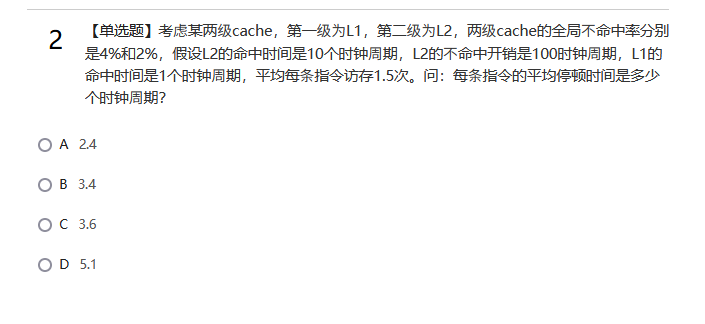 2
【单选题】考虑某两级cache，第一级为L1，第二级为L2，两级cache的全局不命中率分别
是4%和2%，假设L2的命中时间是10个时钟周期，L2的不命中开销是100时钟周期，L1的
命中时间是1个时钟周期，平均每条指令访存1.5次。问：每条指令的平均停顿时间是多少
个时钟周期？
A 2.4
B 3.4
C 3.6
D 5.1